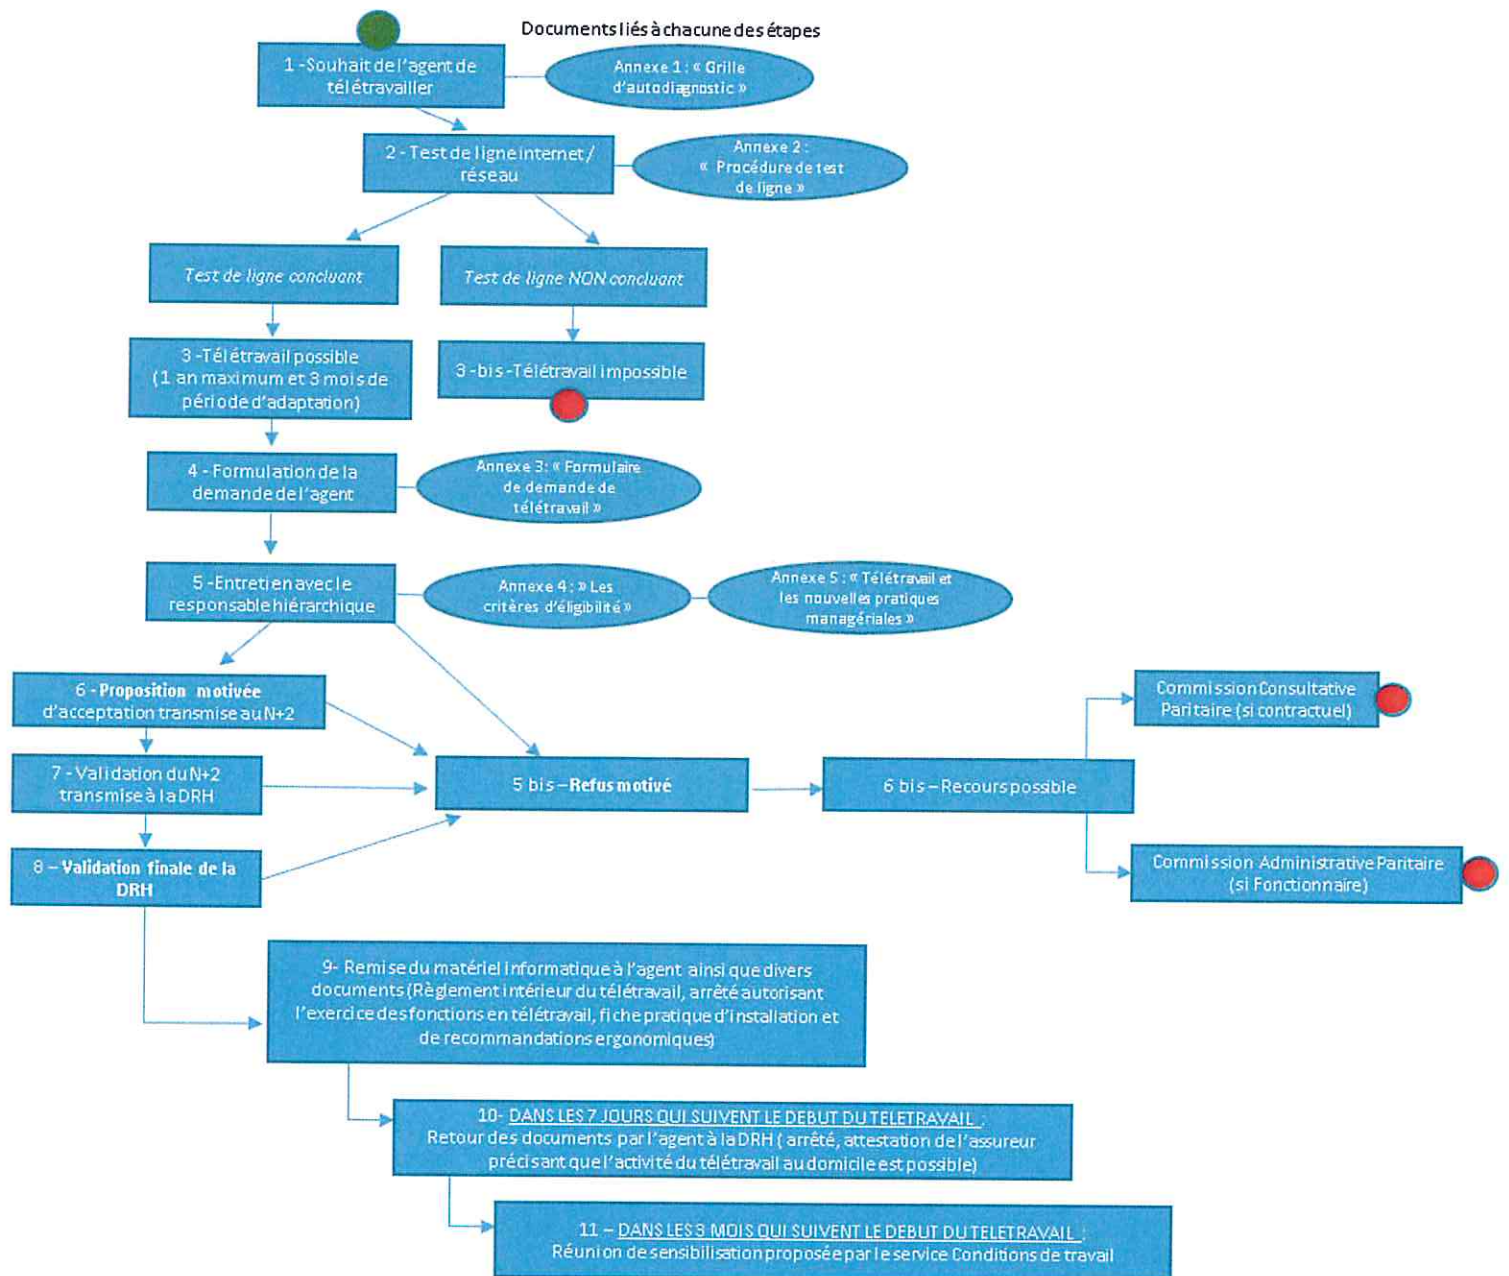 Documents liés à chacune des étapes
1 - Souhait de l'agent de
télétravailler
Annexe 1 : « Grille
d'autodiagnostic »
2 - Test de ligne internet /
réseau
Annexe 2 :
« Procédure de test
de ligne »
Test de ligne concluant
Test de ligne NON concluant
3 - Télétravail possible
(1 an maximum et 3 mois de
période d'adaptation)
3 -bis - Télétravail impossible
4 - Formulation de la
demande de l'agent
Annexe 3 : « Formulaire
de demande de
télétravail »
5 - Entretien avec le
responsable hiérarchique
Annexe 4 : » Les
critères d'éligibilité »
Annexe 5 : « Télétravail et
les nouvelles pratiques
managériales »
6 - Proposition motivée
d'acceptation transmise au N+2
7 - Validation du N+2
transmise à la DRH
8 – Validation finale de la
DRH
5 bis – Refus motivé
6 bis – Recours possible
Commission Consultative
Paritaire (si contractuel)
Commission Administrative Paritaire
(si Fonctionnaire)
9- Remise du matériel informatique à l'agent ainsi que divers
documents (Règlement intérieur du télétravail, arrêté autorisant
l'exercice des fonctions en télétravail, fiche pratique d'installation et
de recommandations ergonomiques)
10- DANS LES 7 JOURS QUI SUIVENT LE DEBUT DU TELETRAVAIL :
Retour des documents par l'agent à la DRH ( arrêté, attestation de l'assureur
précisant que l'activité du télétravail au domicile est possible)
11 – DANS LES 3 MOIS QUI SUIVENT LE DEBUT DU TELETRAVAIL :
Réunion de sensibilisation proposée par le service Conditions de travail